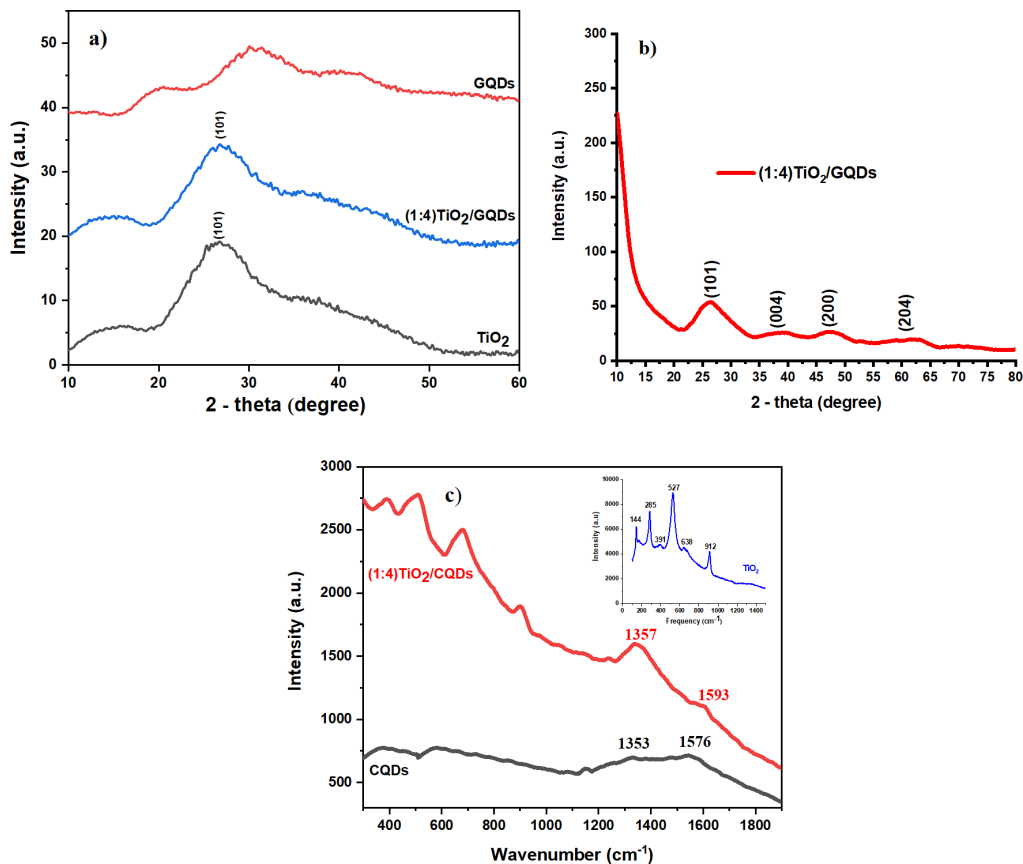 a)
GQDs
(101)
(1:4)TiO₂/GQDs
(101)
TiO₂
Intensity (a.u.)
0
10
20
30
40
50
10 20 30 40 50 60
2 - theta (degree)
b)
(1:4)TiO₂/GQDs
(101)
(004)
(200)
(204)
Intensity (a.u.)
0
50
100
150
200
250
300
10 15 20 25 30 35 40 45 50 55 60 65 70 75 80
2 - theta (degree)
c)
(1:4)TiO₂/CQDs
1357
1593
1353
1576
CQDs
Intensity (a.u.)
500
1000
1500
2000
2500
3000
400 600 800 1000 1200 1400 1600 1800
Wavenumber (cm⁻¹)
527
285
144
391
638
912
TiO₂
Intensity (a.u)
0
2000
4000
6000
8000
10000
0 200 400 600 800 1000 1200 1400
Frequency (cm⁻¹)